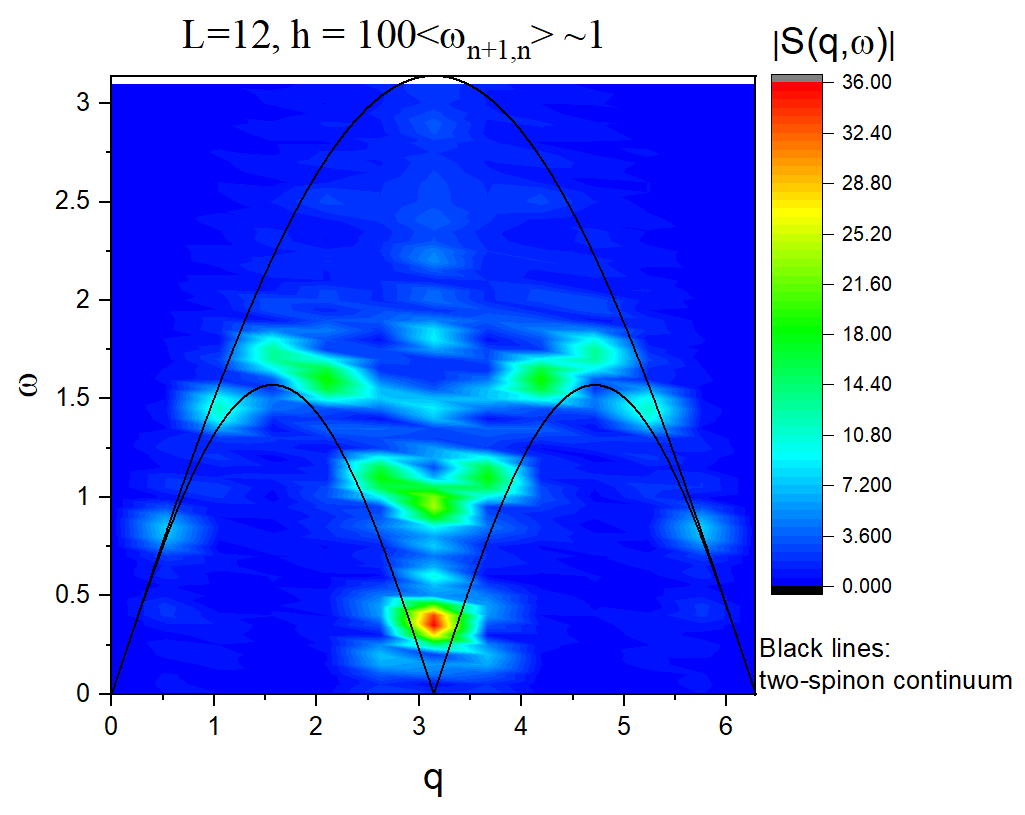 L=12, h = 100<ωn+1,n> ~1
|S(q,ω)|
36.00
32.40
28.80
25.20
21.60
18.00
14.40
10.80
7.200
3.600
0.000
Black lines:
two-spinon continuum
3
2.5
2
1.5
1
0.5
0
ω
0 1 2 3 4 5 6
q